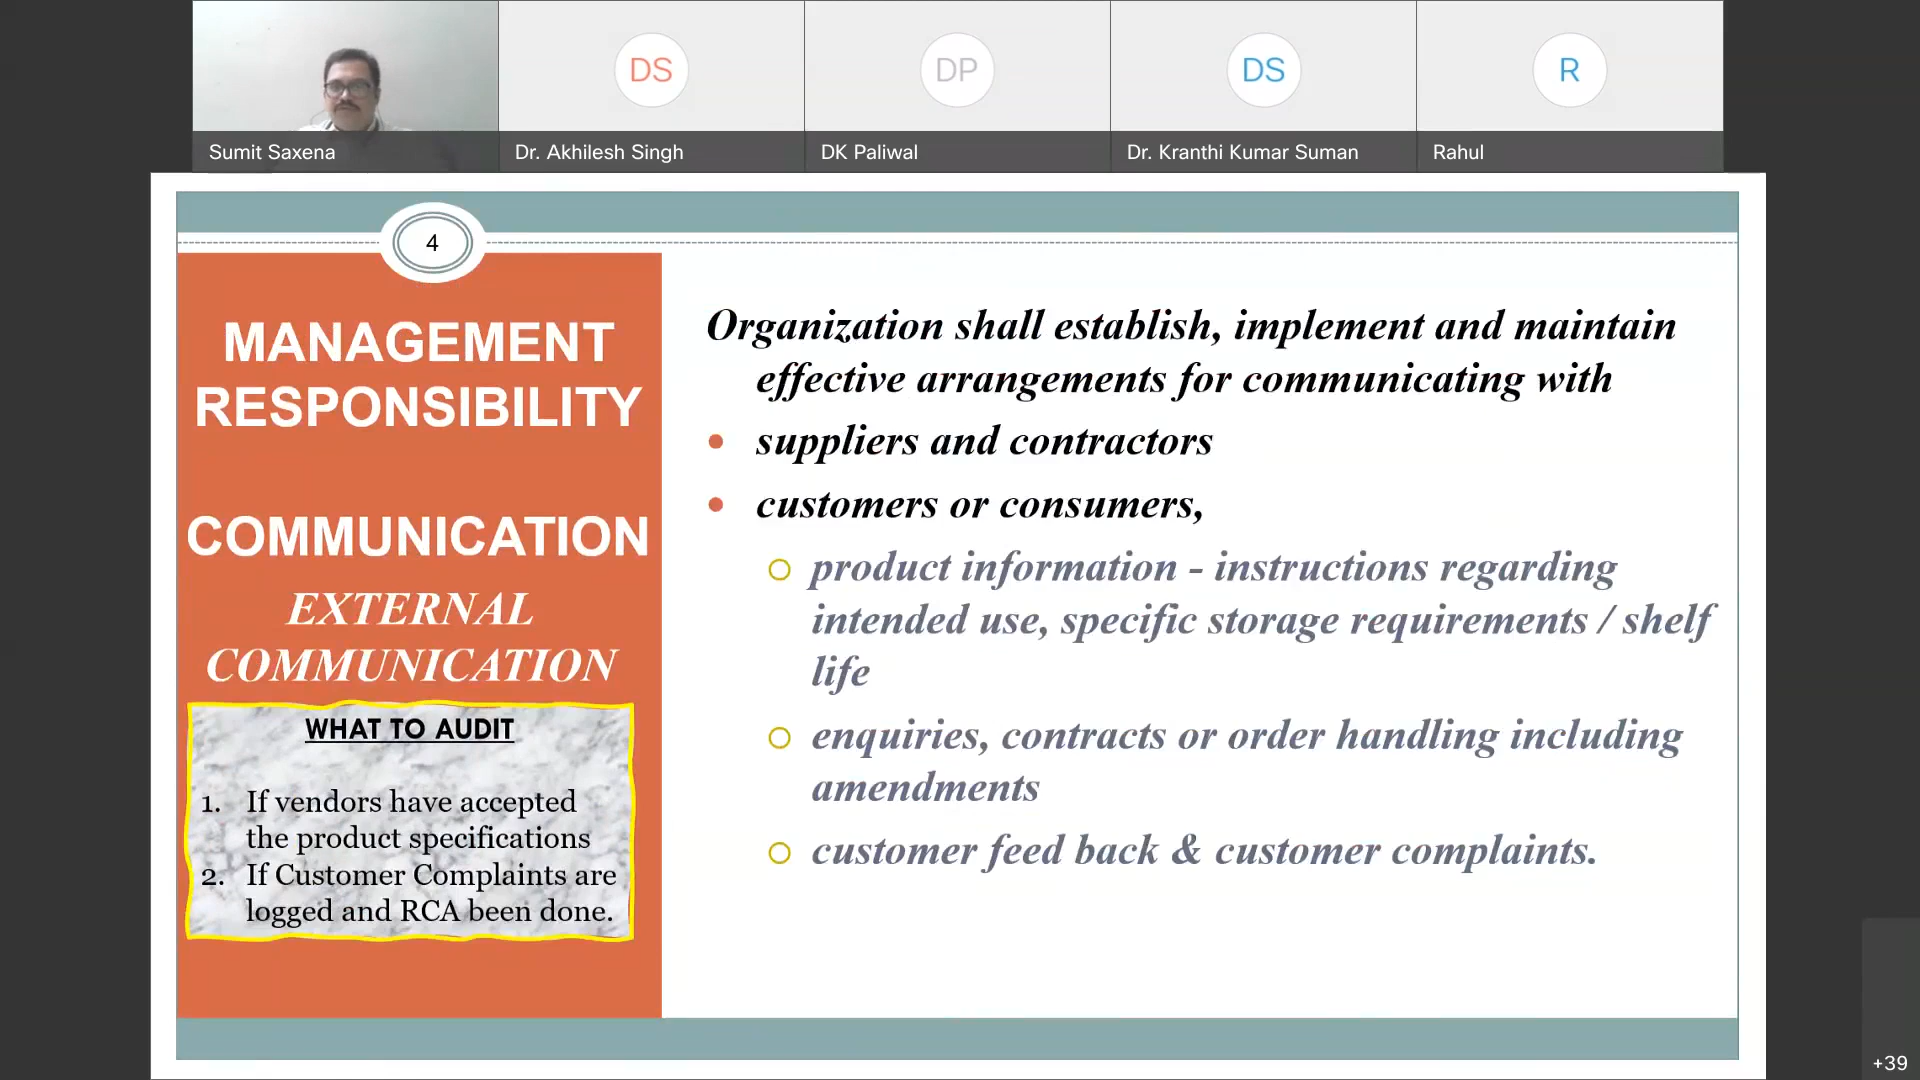 DS
DP
DS
R
Sumit Saxena
Dr. Akhilesh Singh
DK Paliwal
Dr. Kranthi Kumar Suman
Rahul
4
MANAGEMENT
RESPONSIBILITY
COMMUNICATION
EXTERNAL
COMMUNICATION
WHAT TO AUDIT
1. If vendors have accepted
the product specifications
2. If Customer Complaints are
logged and RCA been done.
Organization shall establish, implement and maintain
effective arrangements for communicating with
• suppliers and contractors
• customers or consumers,
○ product information - instructions regarding
intended use, specific storage requirements / shelf
life
○ enquiries, contracts or order handling including
amendments
○ customer feed back & customer complaints.
+39